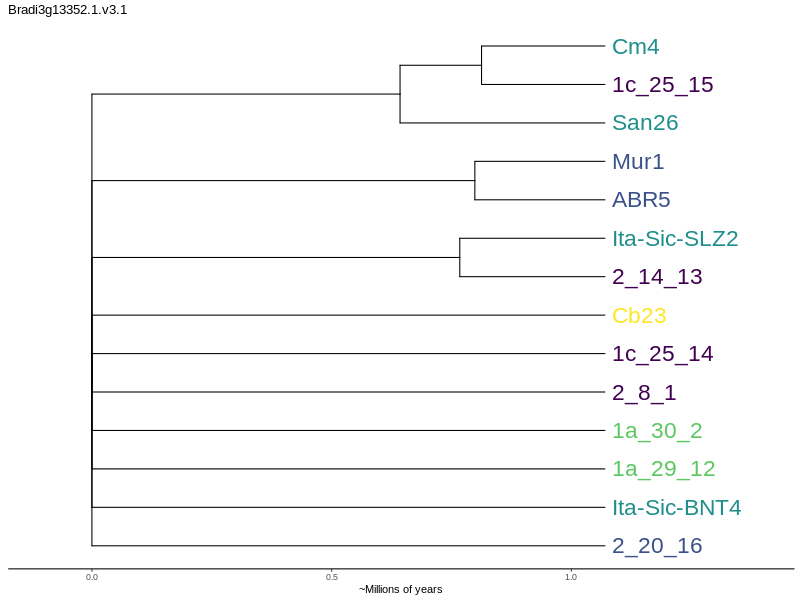 Bradi3g13352.1.v3.1
Cm4
1c_25_15
San26
Mur1
ABR5
Ita-Sic-SLZ2
2_14_13
Cb23
1c_25_14
2_8_1
1a_30_2
1a_29_12
Ita-Sic-BNT4
2_20_16
0.0 0.5 1.0
~Millions of years